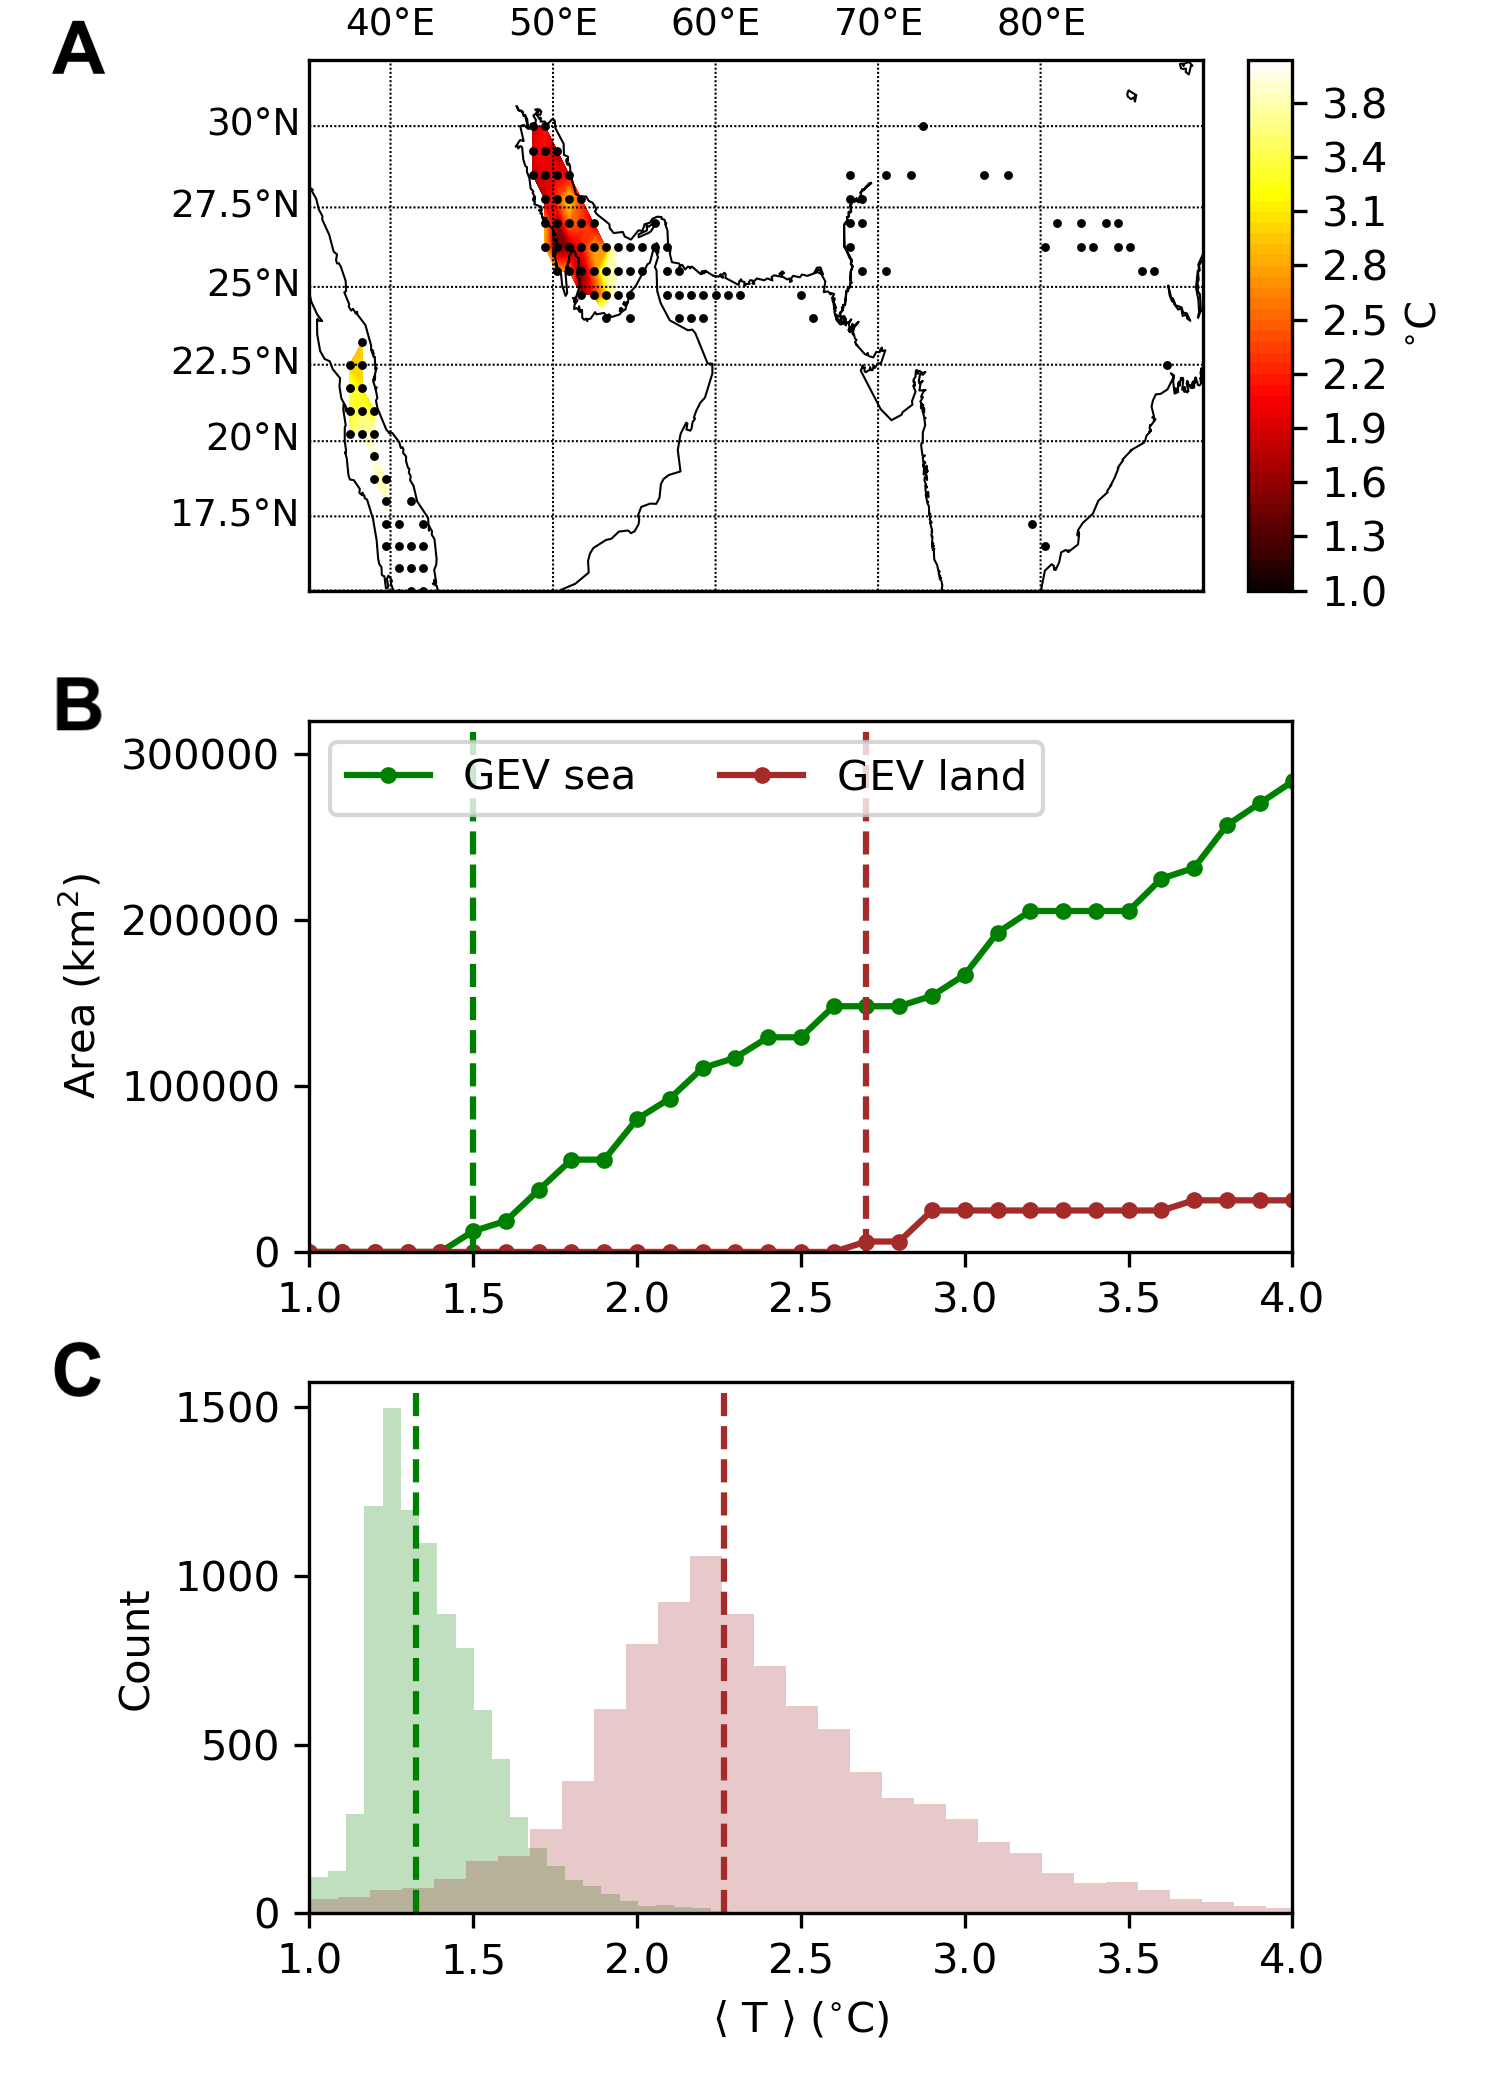 A
40°E 50°E 60°E 70°E 80°E
30°N
27.5°N
25°N
22.5°N
20°N
17.5°N
3.8
3.4
3.1
2.8
2.5
2.2
1.9
1.6
1.3
1.0
°C
B
300000
200000
100000
0
Area (km²)
GEV sea GEV land
1.0 1.5 2.0 2.5 3.0 3.5 4.0
C
1500
1000
500
0
Count
1.0 1.5 2.0 2.5 3.0 3.5 4.0
⟨ T ⟩ (°C)